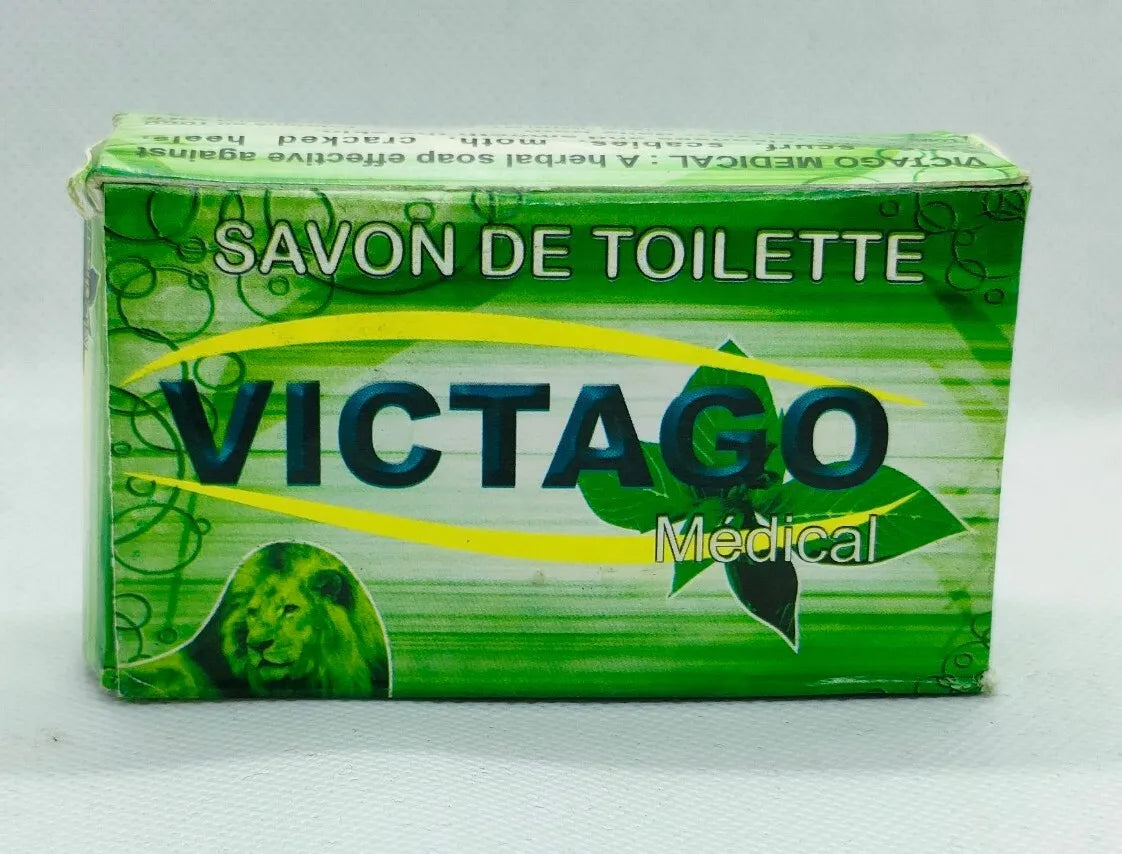 VICTAGO MEDICAL : A herbal soap effective against
scurf scabies, moth cracked heels,
SAVON DE TOILETTE
VICTAGO
Médical